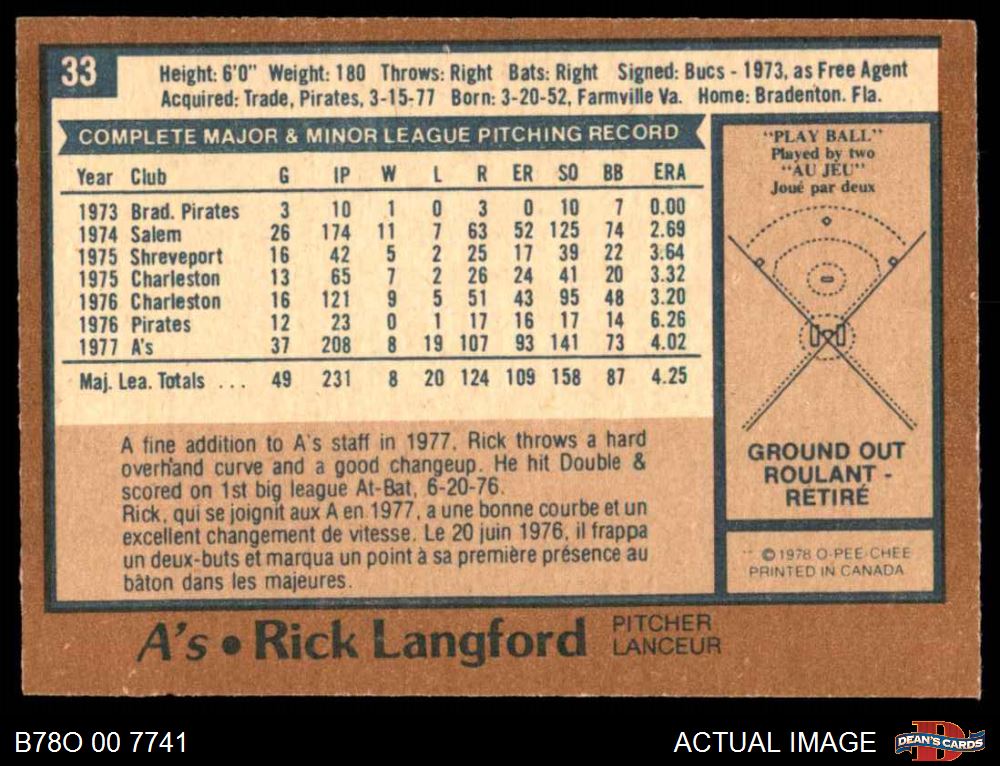 33
Height: 6'0" Weight: 180 Throws: Right Bats: Right Signed: Bucs - 1973, as Free Agent
Acquired: Trade, Pirates, 3-15-77 Born: 3-20-52, Farmville Va. Home: Bradenton. Fla.
COMPLETE MAJOR & MINOR LEAGUE PITCHING RECORD
Year Club G IP W L R ER SO BB ERA
1973 Brad. Pirates 3 10 1 0 3 0 10 7 0.00
1974 Salem 26 174 11 7 63 52 125 74 2.69
1975 Shreveport 16 42 5 2 25 17 39 22 3.64
1975 Charleston 13 65 7 2 26 24 41 20 3.32
1976 Charleston 16 121 9 5 51 43 95 48 3.20
1976 Pirates 12 23 0 1 17 16 17 14 6.26
1977 A's 37 208 8 19 107 93 141 73 4.02
Maj. Lea. Totals ... 49 231 8 20 124 109 158 87 4.25
A fine addition to A's staff in 1977, Rick throws a hard
overhand curve and a good changeup. He hit Double &
scored on 1st big league At-Bat, 6-20-76.
Rick, qui se joignit aux A en 1977, a une bonne courbe et un
excellent changement de vitesse. Le 20 juin 1976, il frappa
un deux-buts et marqua un point à sa première présence au
bâton dans les majeures.
"PLAY BALL"
Played by two
"AU JEU"
Joué par deux
GROUND OUT
ROULANT -
RETIRÉ
** © 1978 O-PEE-CHEE
PRINTED IN CANADA
A's • Rick Langford
PITCHER
LANCEUR
B78O 00 7741
ACTUAL IMAGE
DEAN'S CARDS